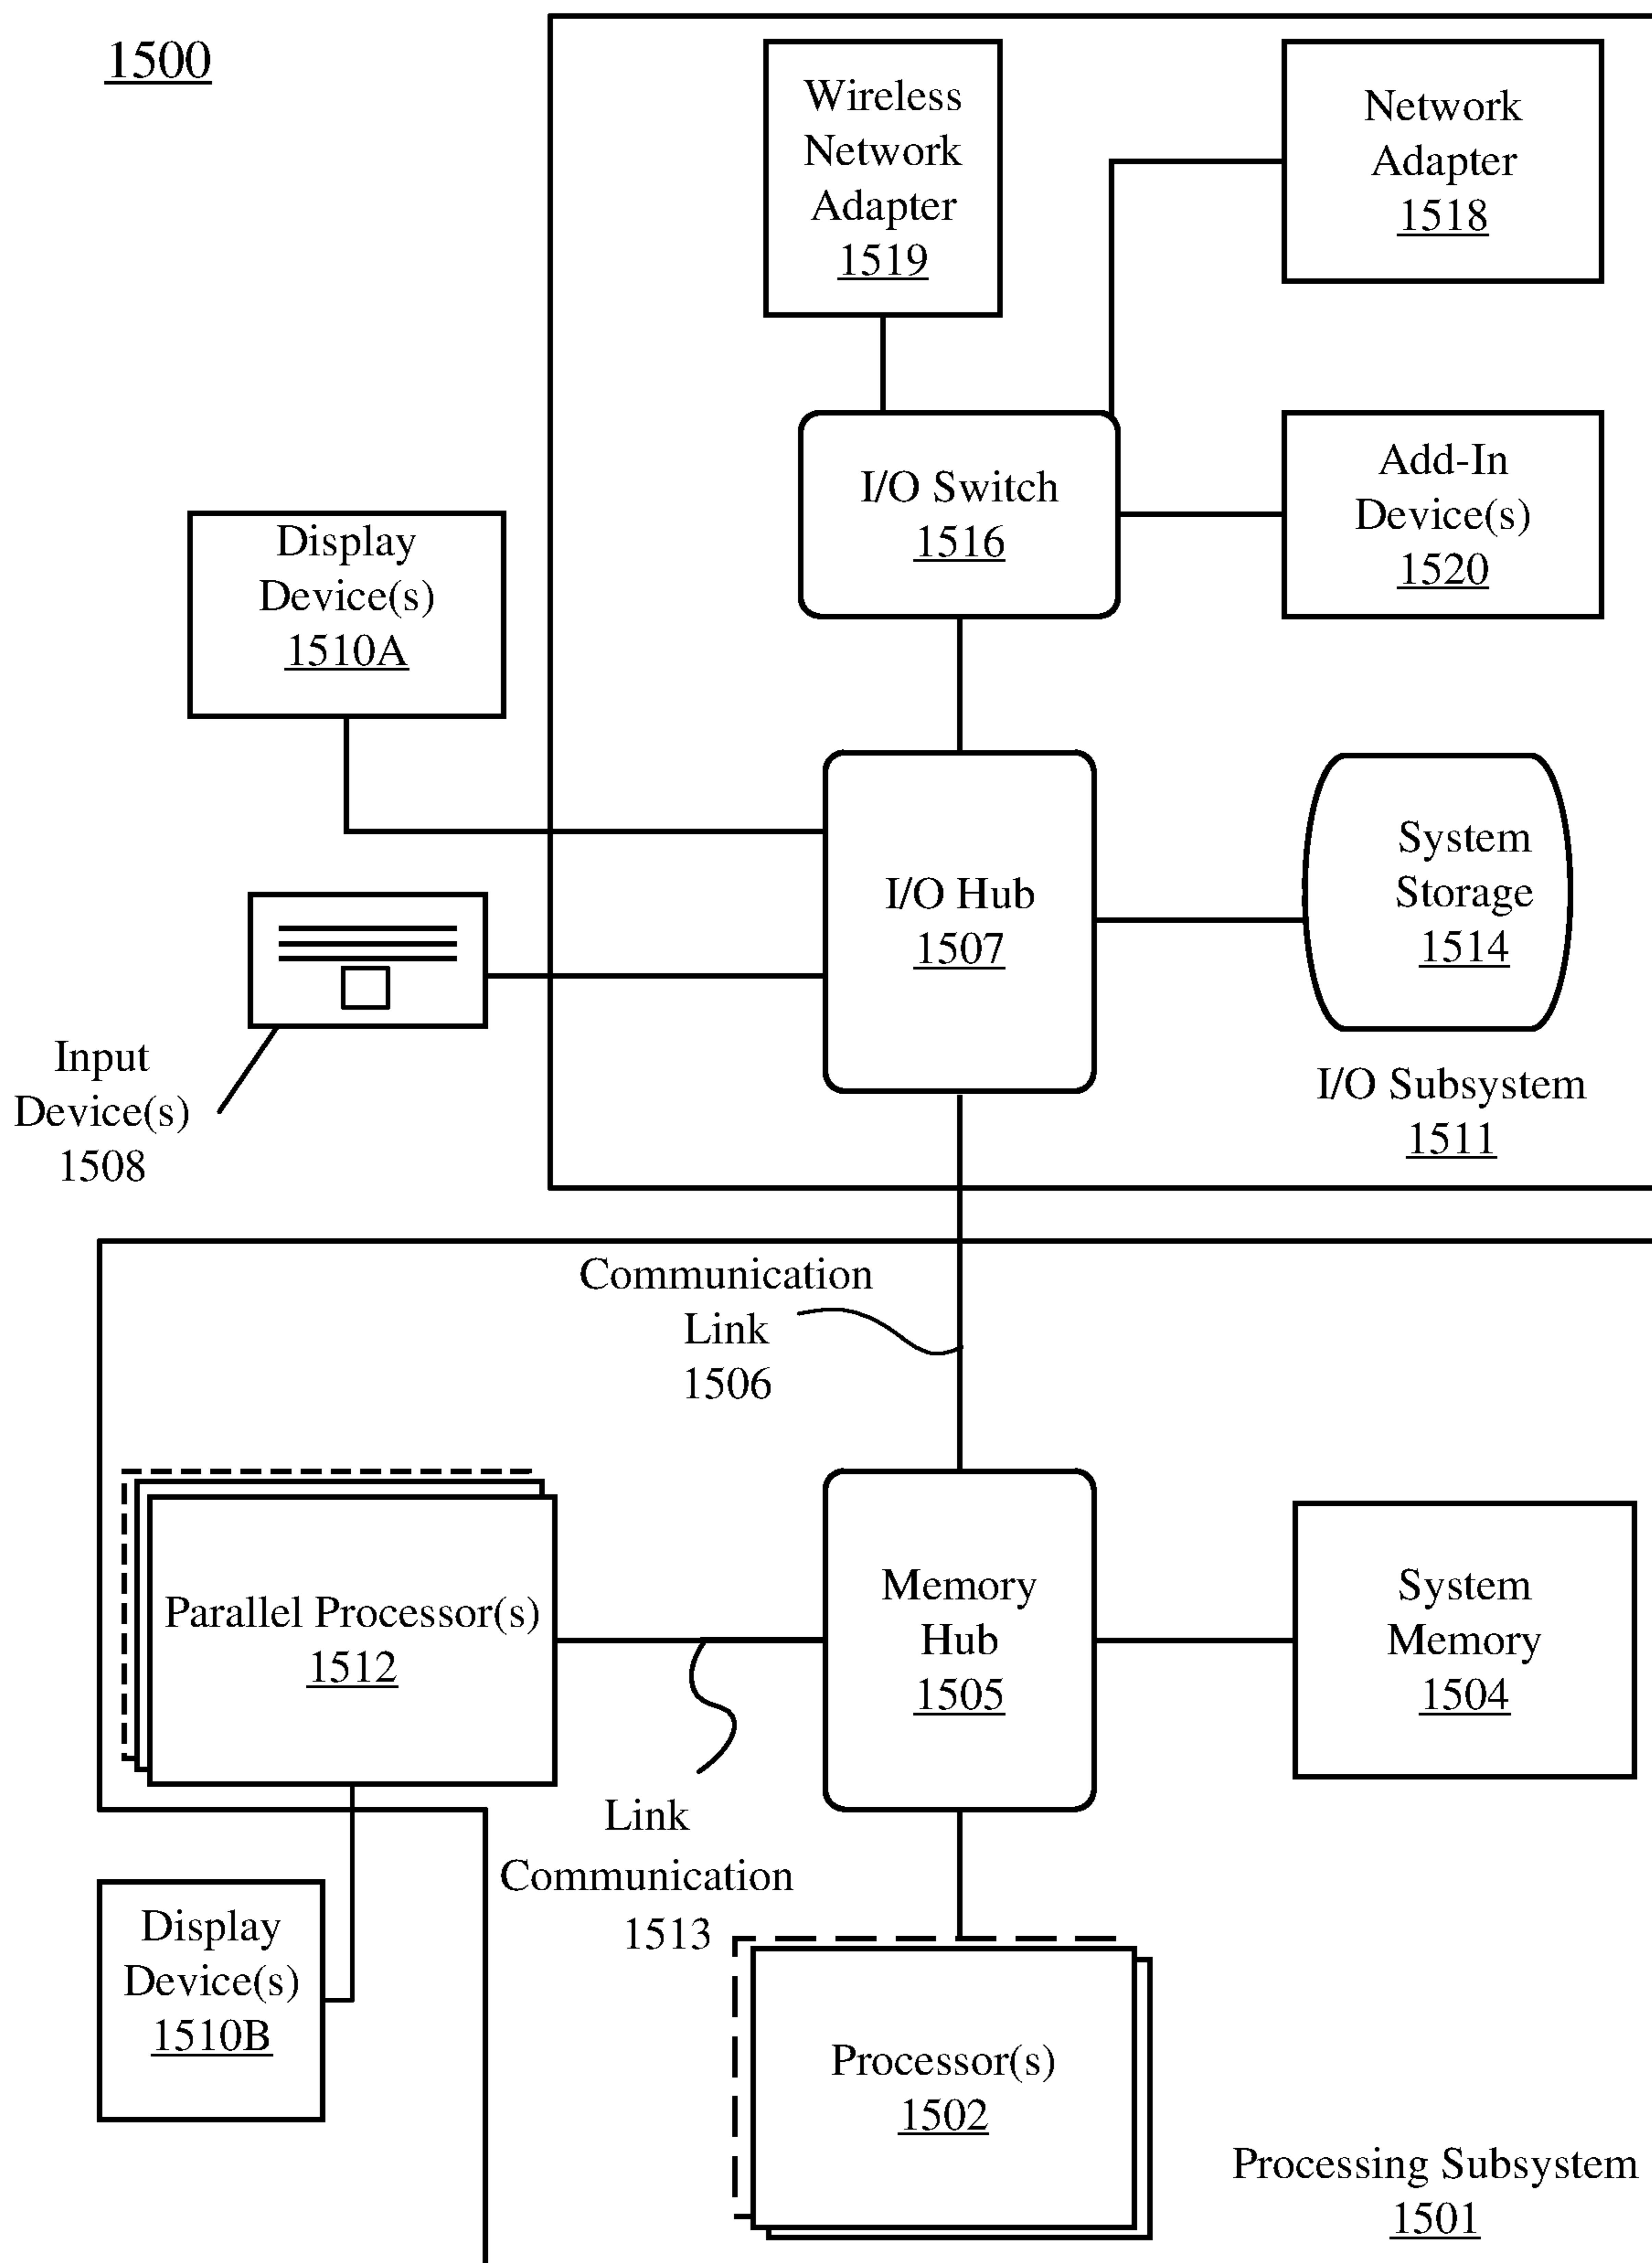 1500
Wireless
Network
Adapter
1519
Network
Adapter
1518
I/O Switch
1516
Add-In
Device(s)
1520
Display
Device(s)
1510A
I/O Hub
1507
System
Storage
1514
Input
Device(s)
1508
I/O Subsystem
1511
Communication
Link
1506
Parallel Processor(s)
1512
Memory
Hub
1505
System
Memory
1504
Link
Communication
1513
Display
Device(s)
1510B
Processor(s)
1502
Processing Subsystem
1501